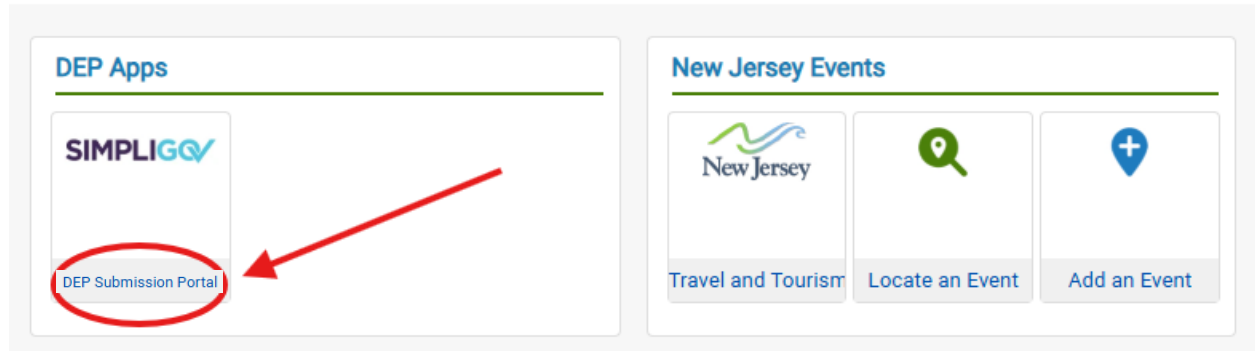 DEP Apps
SIMPLIGOV
DEP Submission Portal
New Jersey Events
New Jersey
Travel and Tourism
Locate an Event
Add an Event